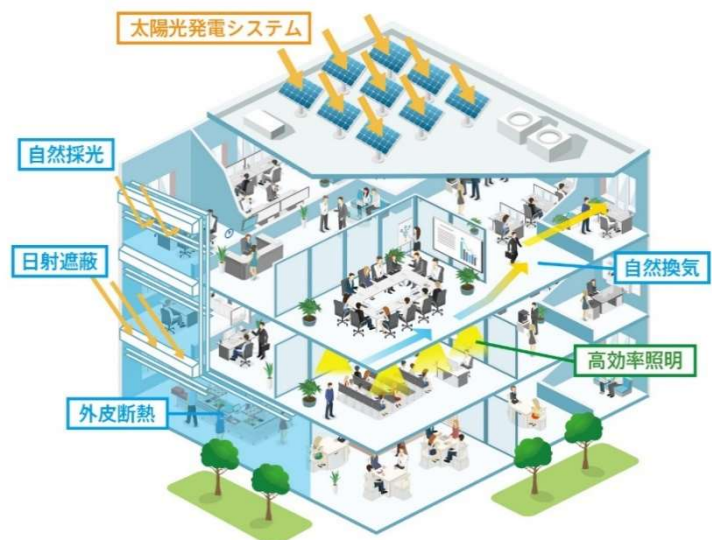 太陽光発電システム
自然採光
日射遮蔽
自然換気
高効率照明
外皮断熱